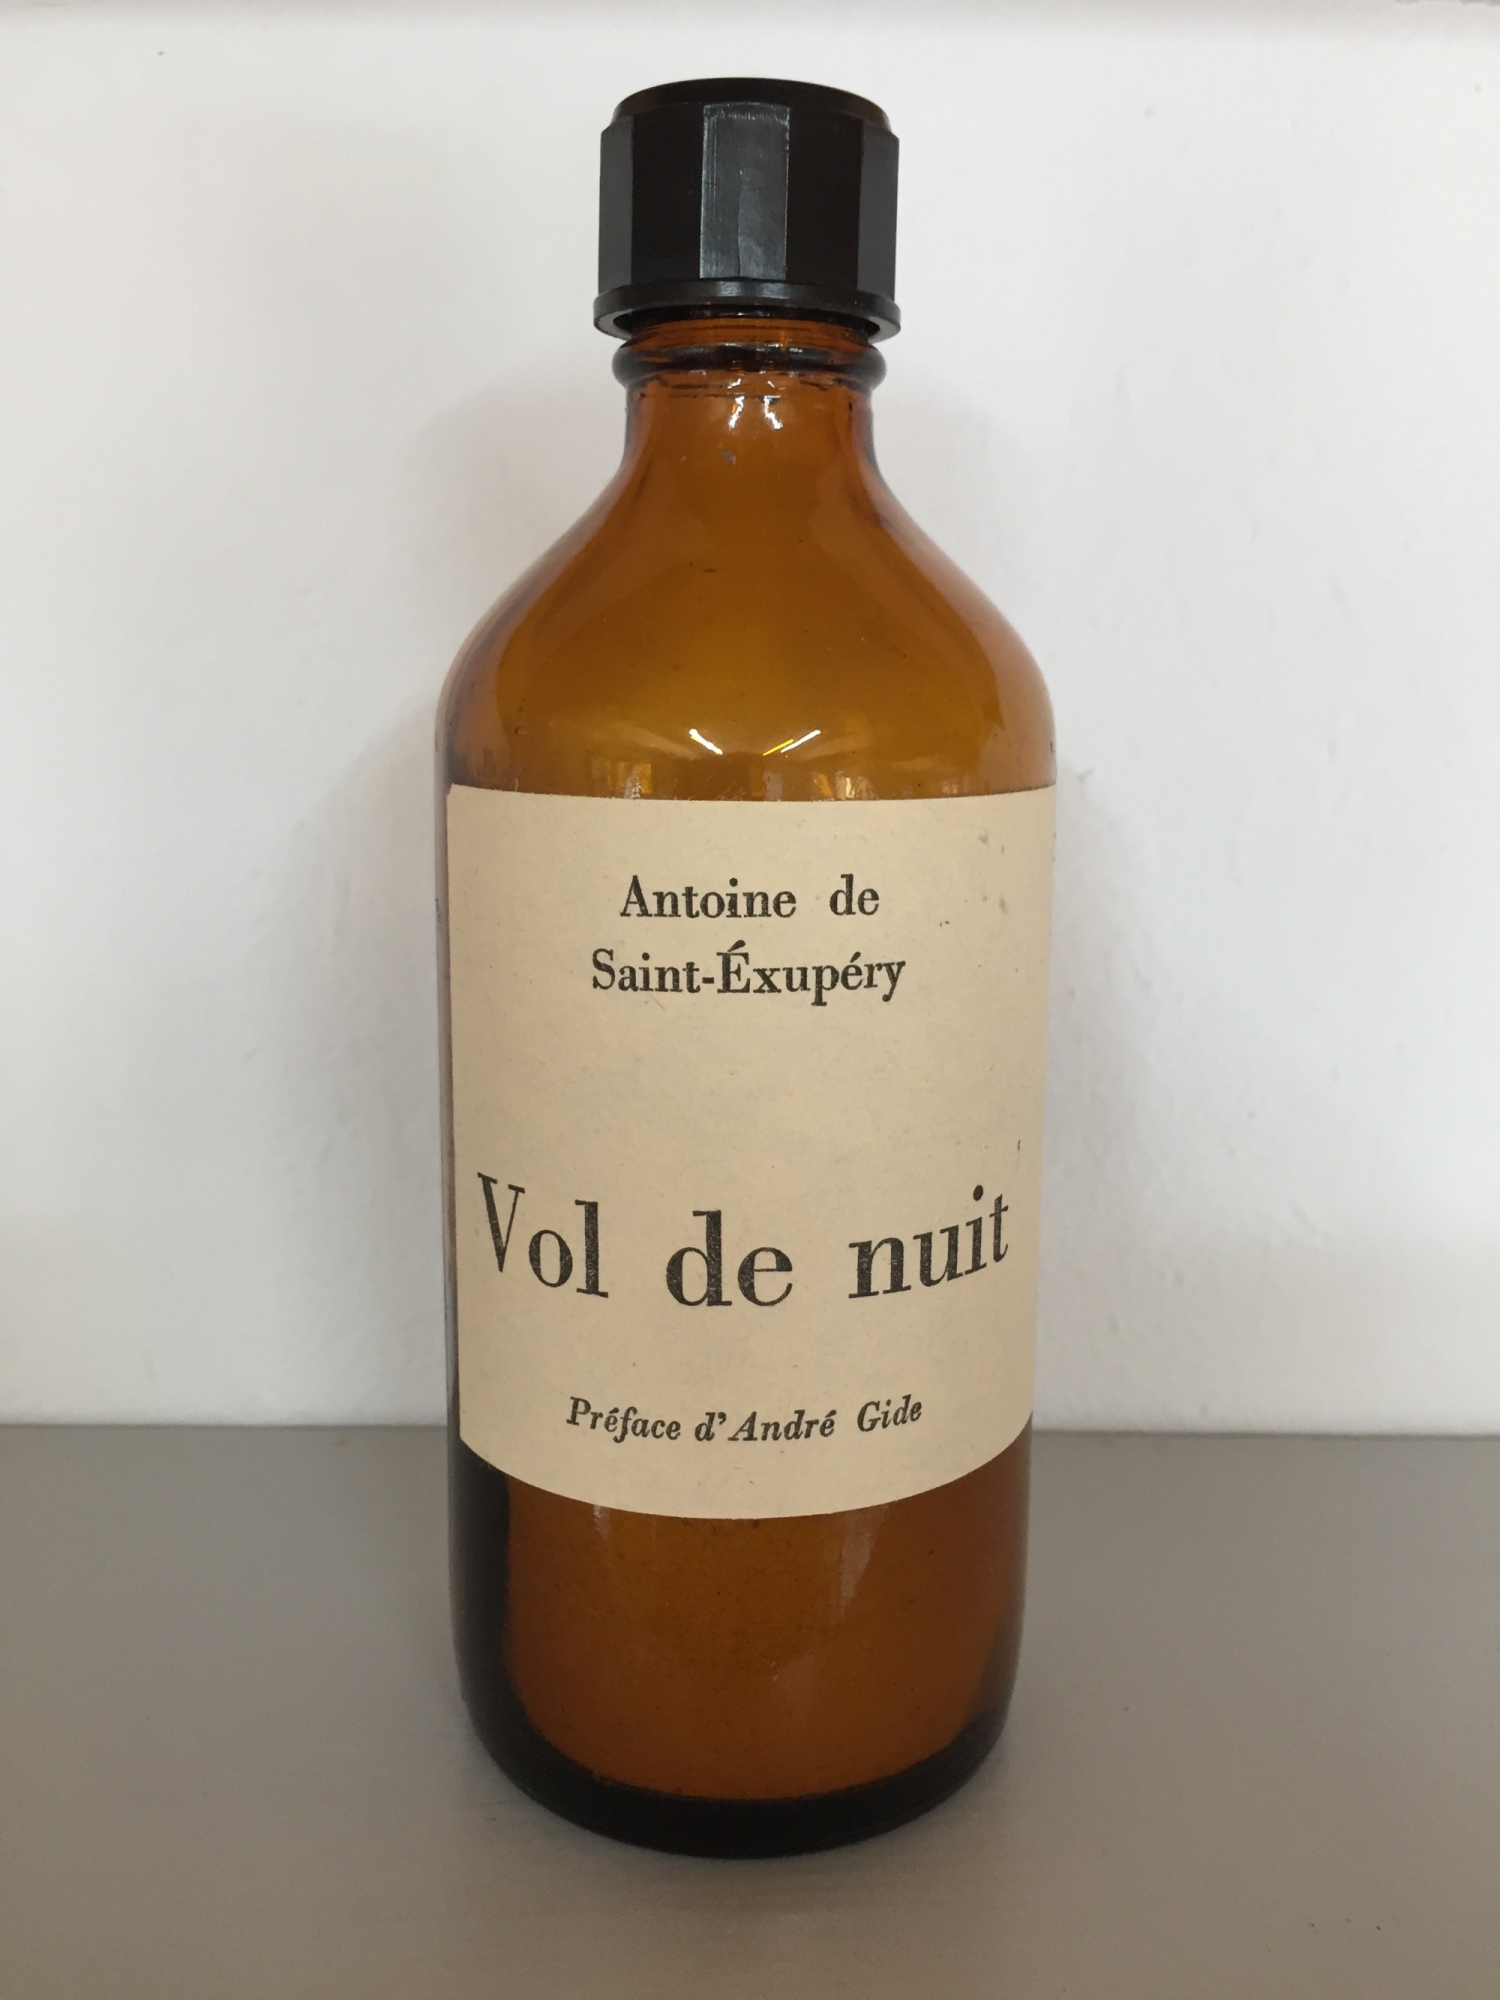 Antoine de
Saint-Éxupéry
Vol de nuit
Préface d'André Gide